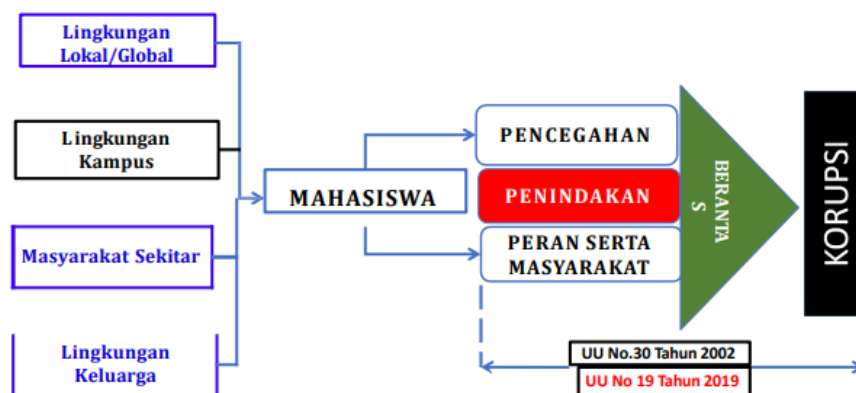 Lingkungan
Lokal/Global
Lingkungan
Kampus
Masyarakat Sekitar
Lingkungan
Keluarga
MAHASISWA
PENCEGAHAN
PENINDAKAN
PERAN SERTA
MASYARAKAT
BERANTA
S
KORUPSI
UU No.30 Tahun 2002
UU No 19 Tahun 2019